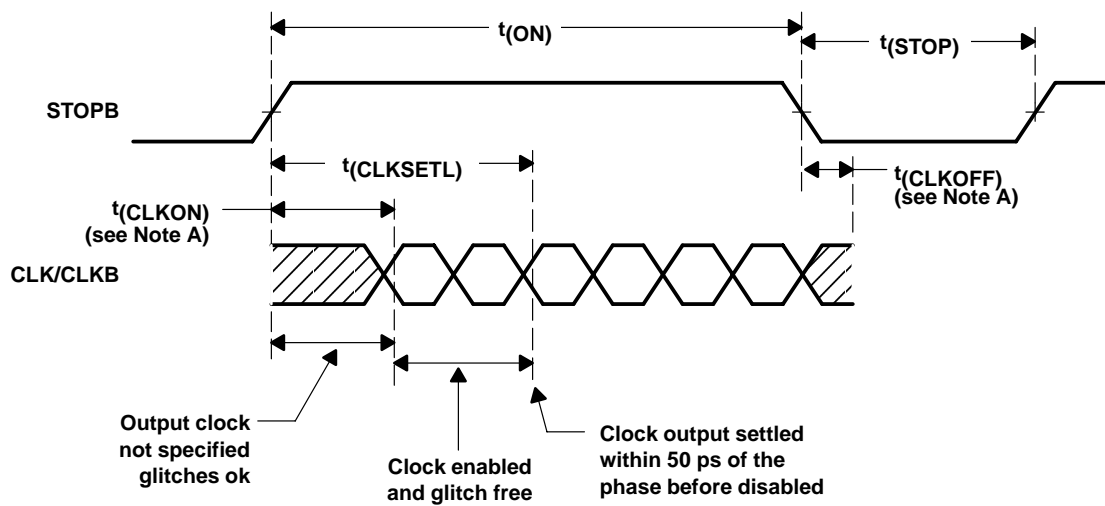 t(ON)
t(STOP)
STOPB
t(CLKSETL)
t(CLKOFF)
(see Note A)
t(CLKON)
(see Note A)
CLK/CLKB
Output clock
not specified
glitches ok
Clock enabled
and glitch free
Clock output settled
within 50 ps of the
phase before disabled